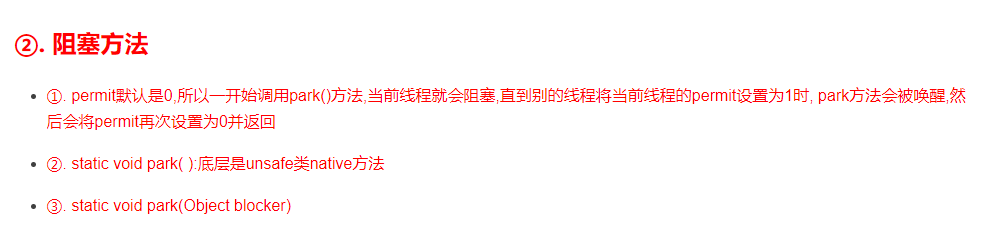 ②. 阻塞方法
①. permit默认是0,所以一开始调用park()方法,当前线程就会阻塞,直到别的线程将当前线程的permit设置为1时, park方法会被唤醒,然
后会将permit再次设置为0并返回
②. static void park( ):底层是unsafe类native方法
③. static void park(Object blocker)